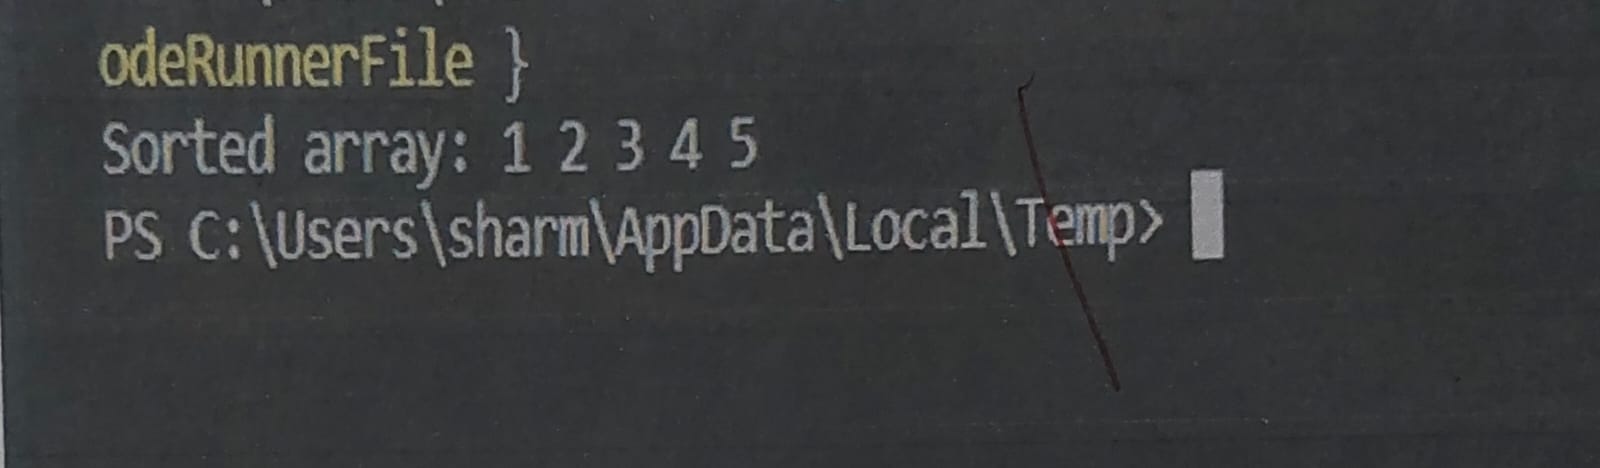 odeRunnerFile }
Sorted array: 1 2 3 4 5
PS C:\Users\sharm\AppData\Local\Temp>